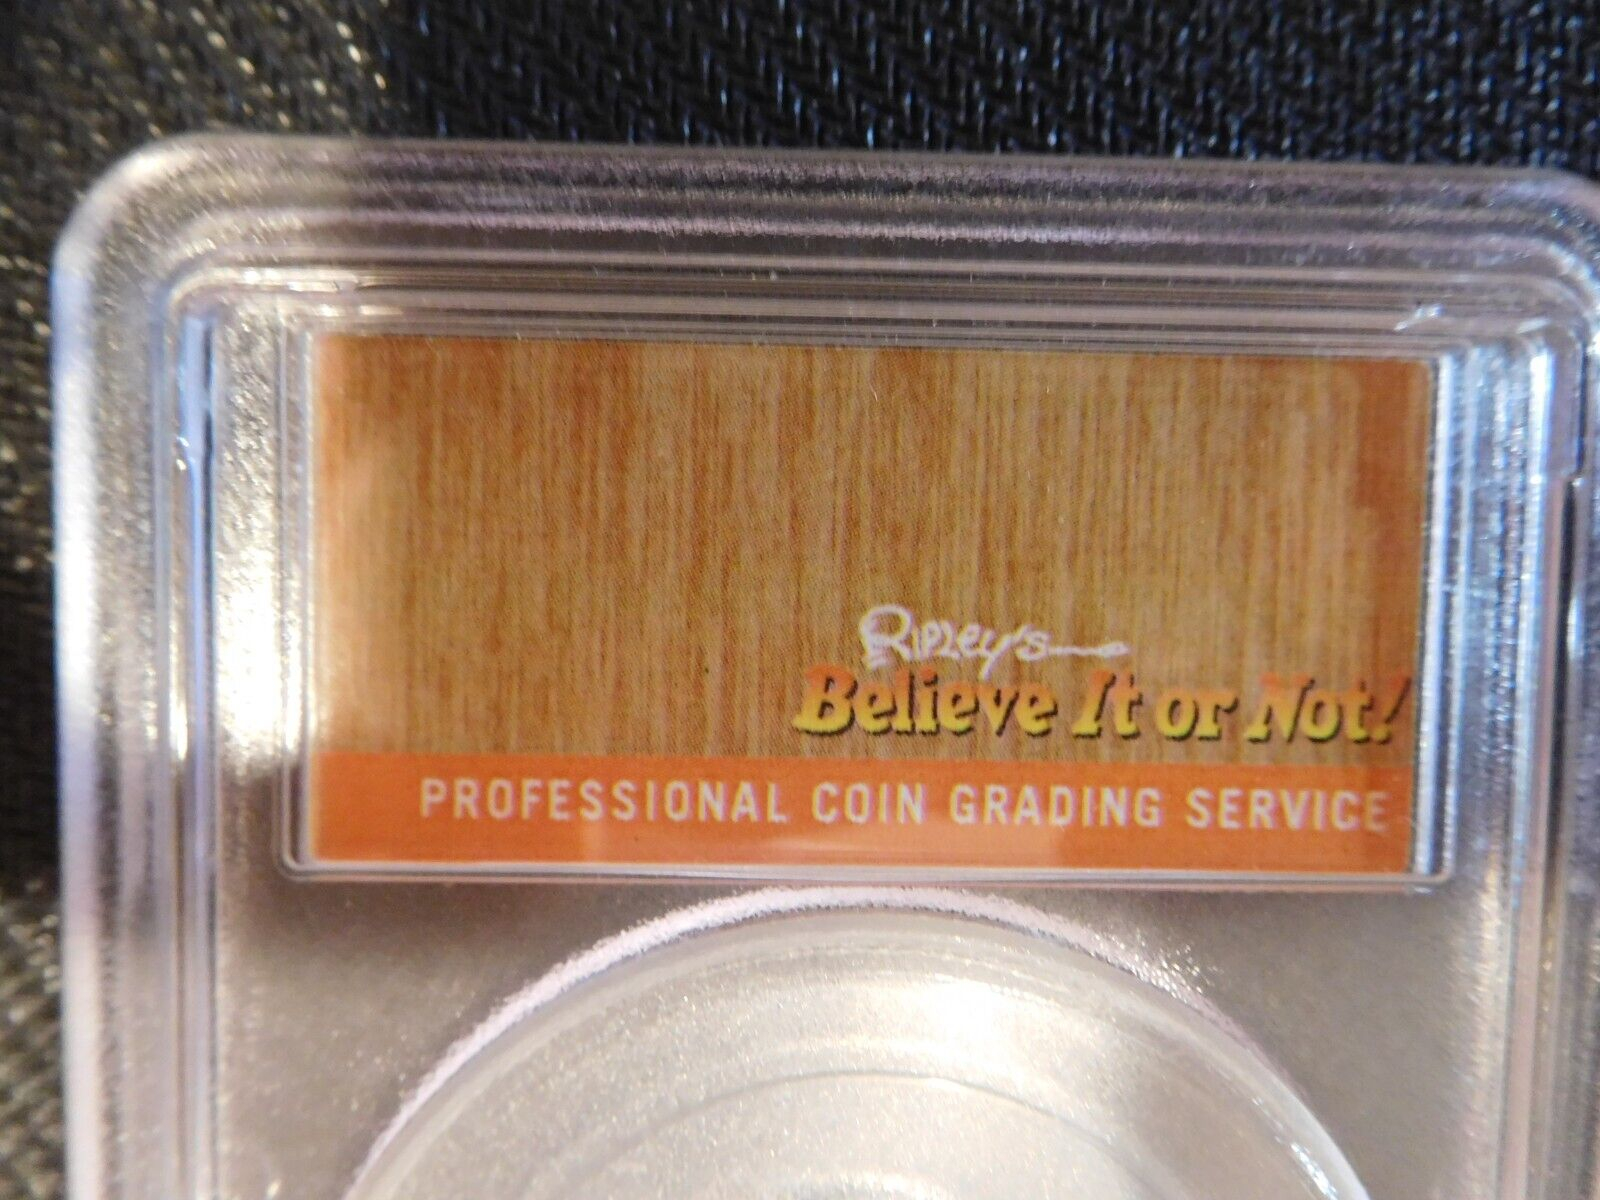 Ripley's
Believe It or Not!
PROFESSIONAL COIN GRADING SERVICE